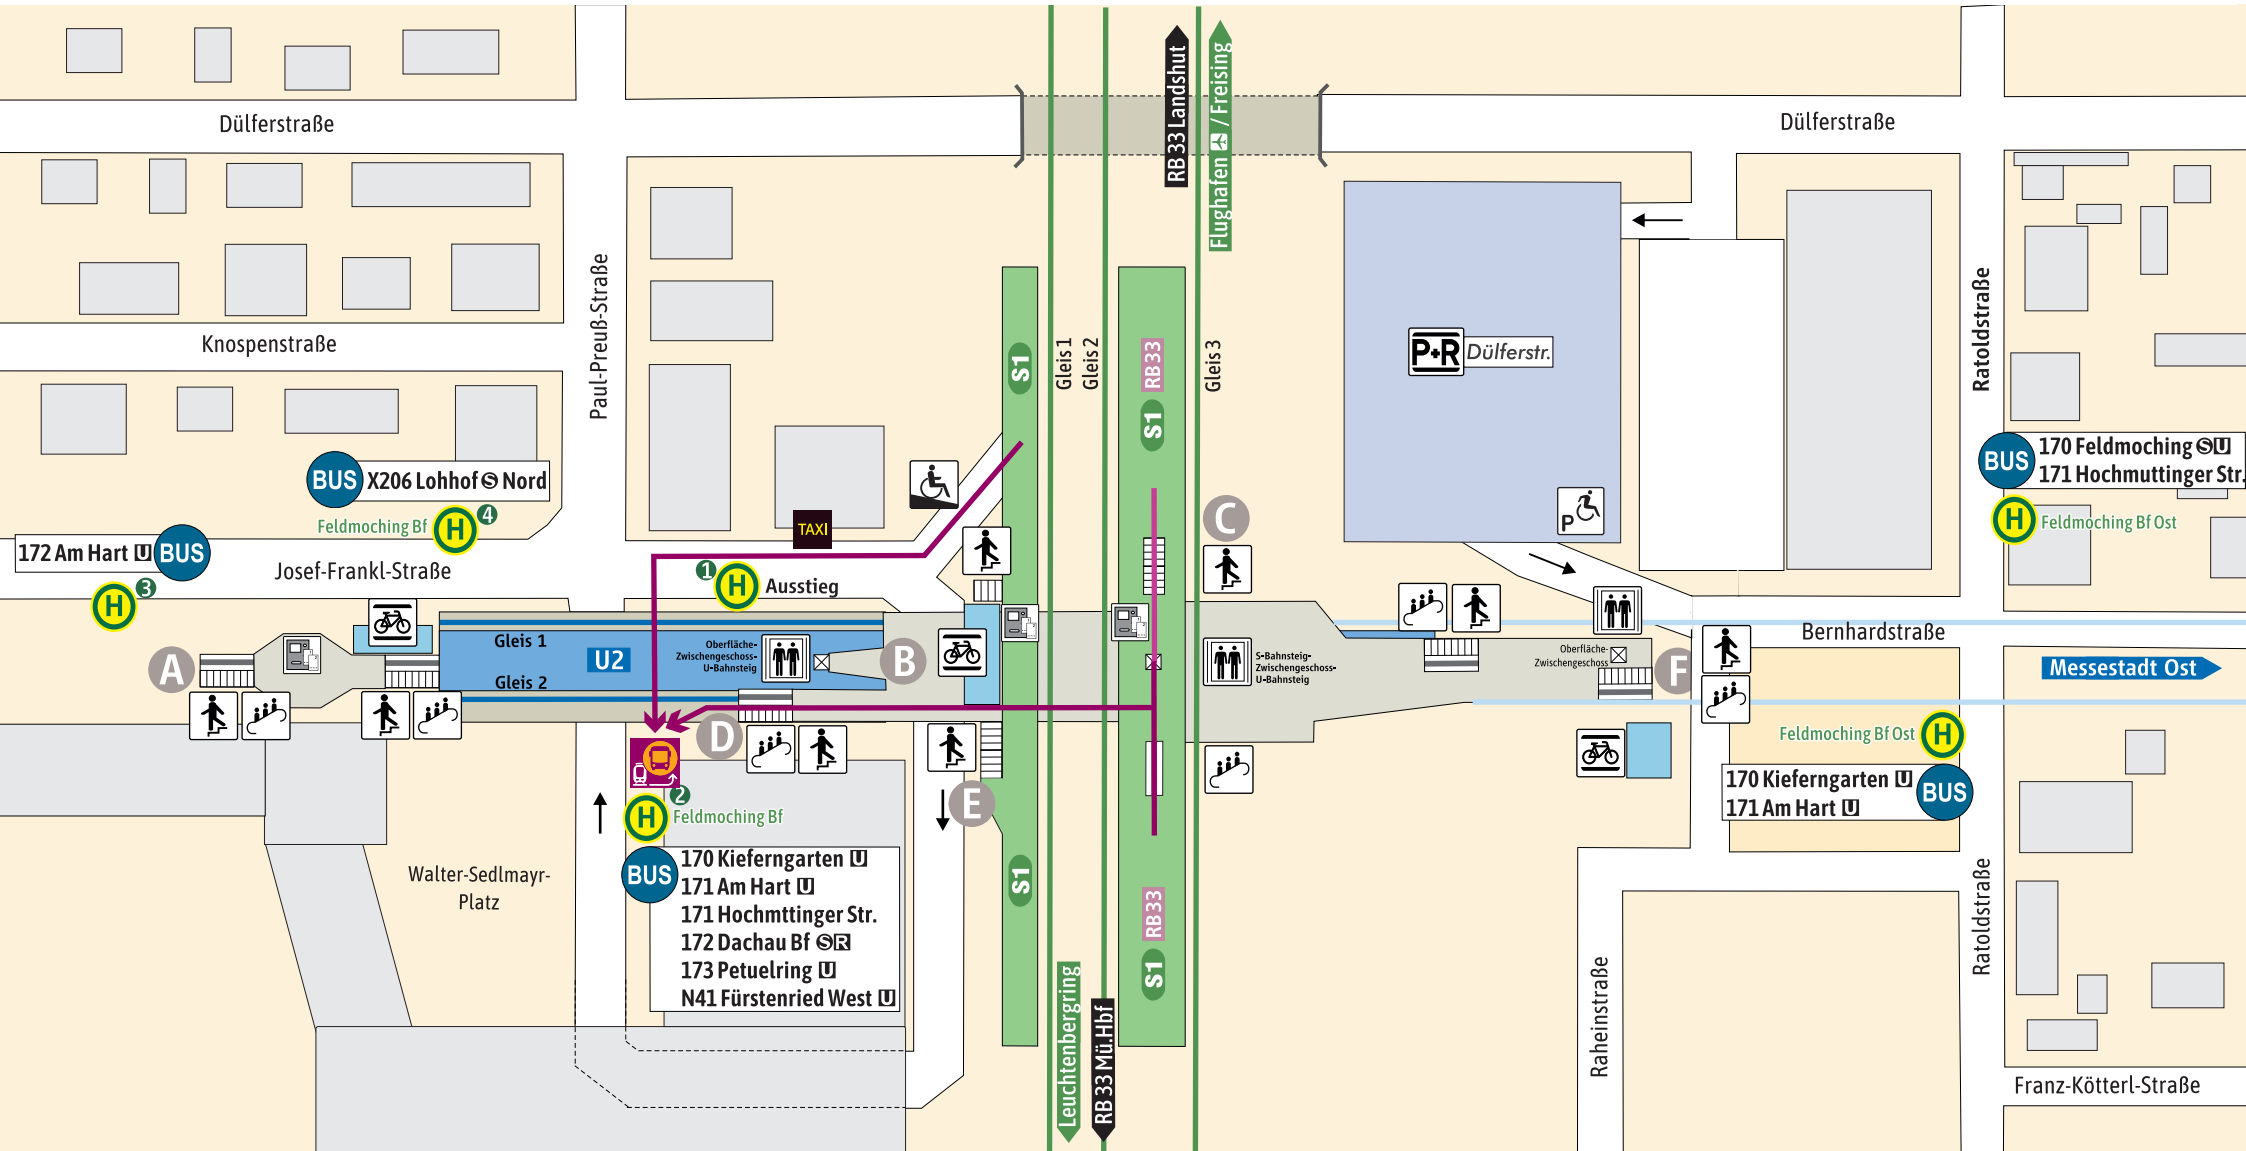 RB 33 Landshut
Flughafen / Freising
Dülferstraße
Dülferstraße
Knospenstraße
Paul-Preuß-Straße
S1
Gleis 1
Gleis 2
RB33
S1
Gleis 3
P+R Dülferstr.
Ratoldstraße
BUS X206 Lohhof S Nord
Feldmoching Bf H 4
172 Am Hart U BUS
H 3
Josef-Frankl-Straße
TAXI
1 H Ausstieg
C
P
BUS 170 Feldmoching S U
171 Hochmuttinger Str.
H Feldmoching Bf Ost
A
Gleis 1
U2
Gleis 2
Oberfläche-
Zwischengeschoss-
U-Bahnsteig
B
S-Bahnsteig-
Zwischengeschoss-
U-Bahnsteig
Oberfläche-
Zwischengeschoss
F
Bernhardstraße
Messestadt Ost
D
E
2
H Feldmoching Bf
BUS
170 Kieferngarten U
171 Am Hart U
171 Hochmttinger Str.
172 Dachau Bf S R
173 Petuelring U
N41 Fürstenried West U
Walter-Sedlmayr-
Platz
S1
RB33
S1
Leuchtenbergring
RB 33 Mü.Hbf
Feldmoching Bf Ost H
170 Kieferngarten U
171 Am Hart U
BUS
Raheinstraße
Ratoldstraße
Franz-Kötterl-Straße